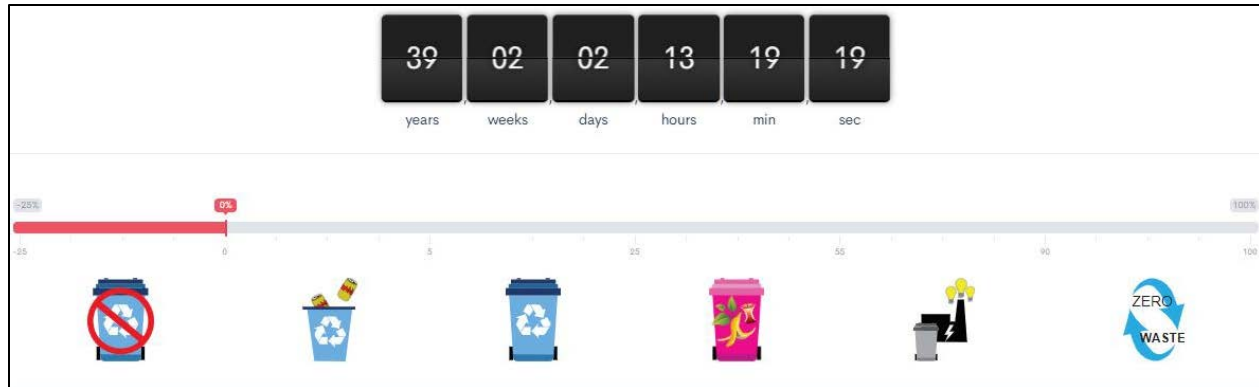 39 02 02 13 19 19
years weeks days hours min sec
-25% 0% 100%
-25 0 5 25 55 90 100
ZERO
WASTE